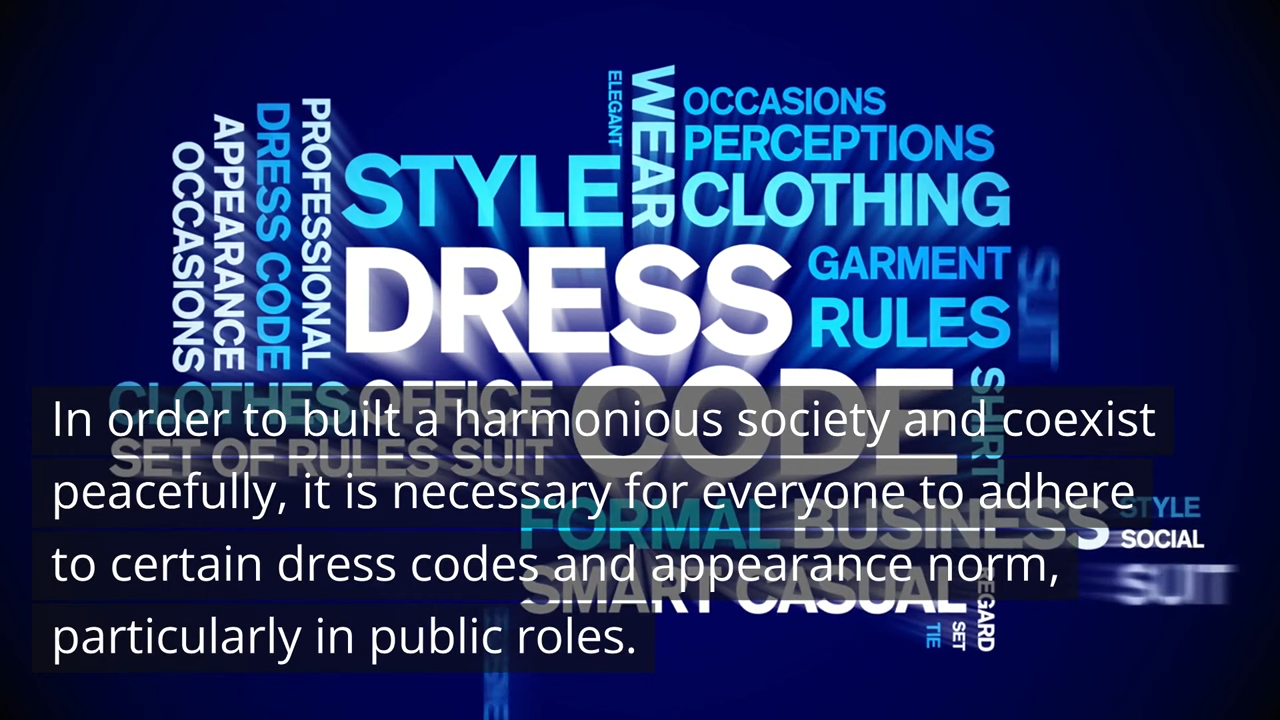 ELEGANT
WEAR
OCCASIONS
PERCEPTIONS
CLOTHING
STYLE
PROFESSIONAL
DRESS CODE
APPEARANCE
OCCASIONS
DRESS
GARMENT
RULES
SUIT
CLOTHES OFFICE
CODE
SHIRT
SET OF RULES SUIT
FORMAL BUSINESS
STYLE
SOCIAL
SMART CASUAL
SUIT
TIE
SET
In order to built a harmonious society and coexist
peacefully, it is necessary for everyone to adhere
to certain dress codes and appearance norm,
particularly in public roles.